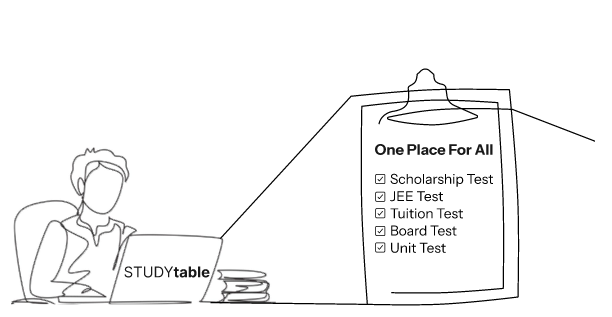 One Place For All
Scholarship Test
JEE Test
Tuition Test
Board Test
Unit Test
STUDYtable